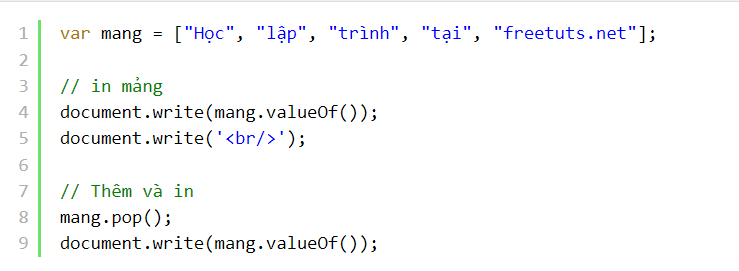 1 var mang = ["Học", "lập", "trình", "tại", "freetuts.net"];
2
3 // in mảng
4 document.write(mang.valueOf());
5 document.write('<br/>');
6
7 // Thêm và in
8 mang.pop();
9 document.write(mang.valueOf());